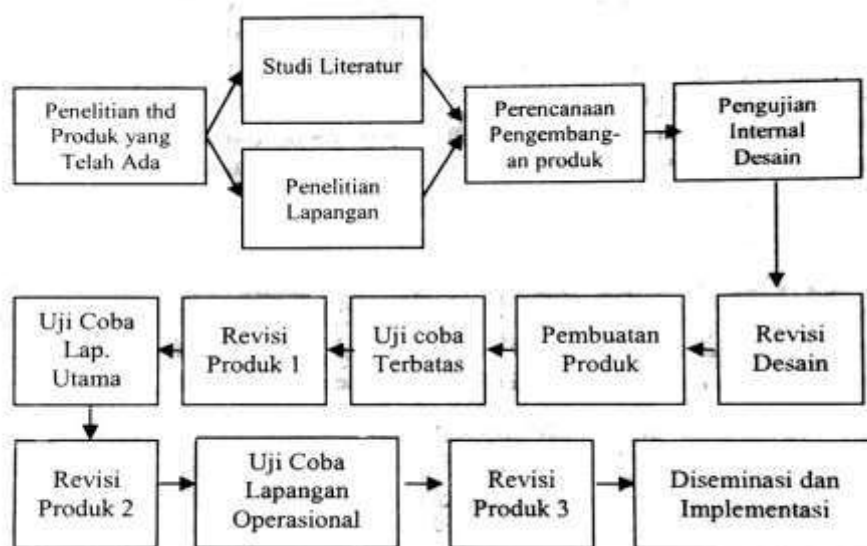 Penelitian thd
Produk yang
Telah Ada
Studi Literatur
Penelitian
Lapangan
Perencanaan
Pengembang-
an produk
Pengujian
Internal
Desain
Uji Coba
Lap.
Utama
Revisi
Produk 1
Uji coba
Terbatas
Pembuatan
Produk
Revisi
Desain
Revisi
Produk 2
Uji Coba
Lapangan
Operasional
Revisi
Produk 3
Diseminasi dan
Implementasi